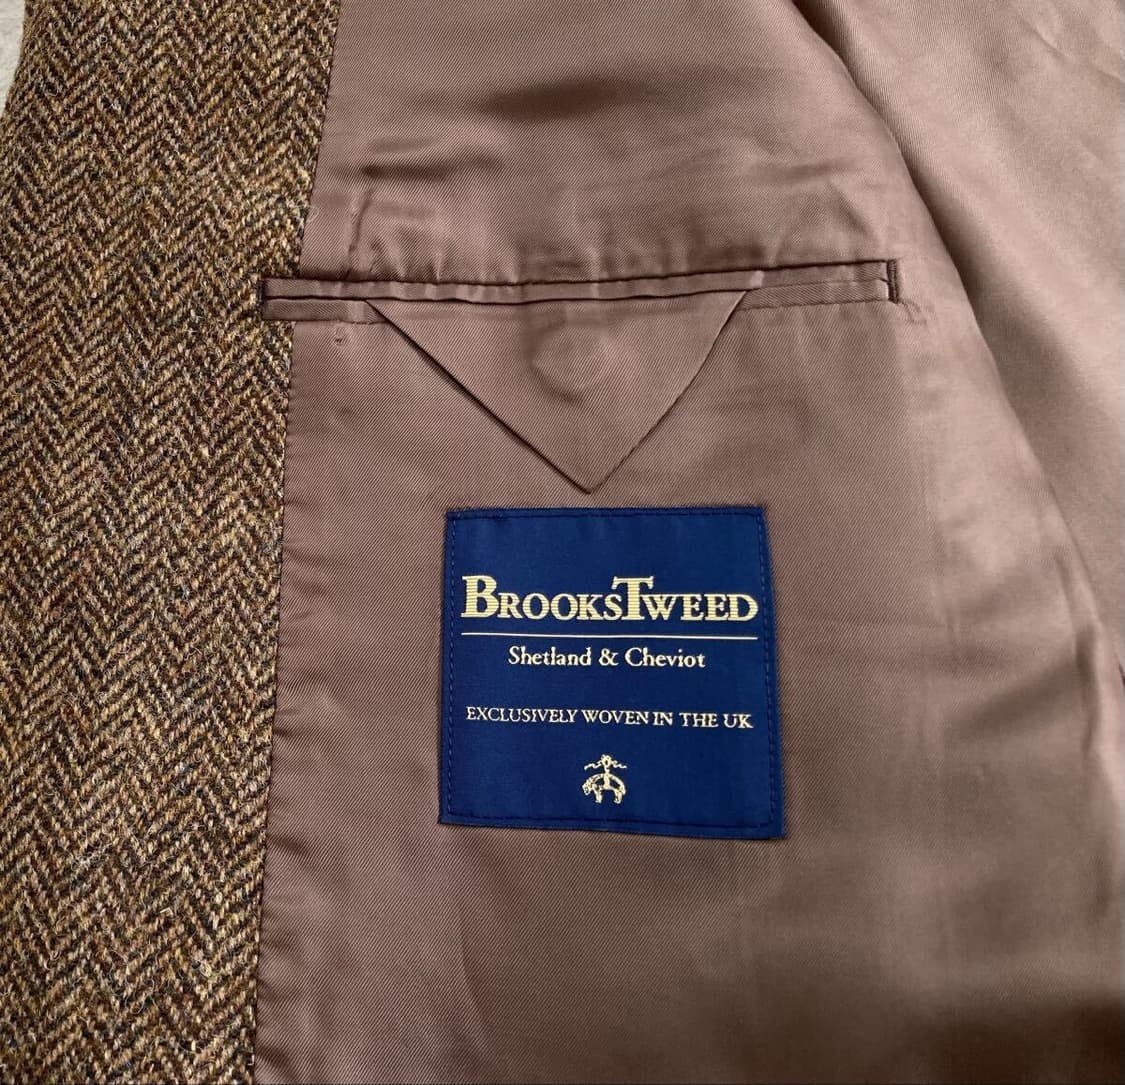 BROOKSTWEED
Shetland & Cheviot
EXCLUSIVELY WOVEN IN THE UK